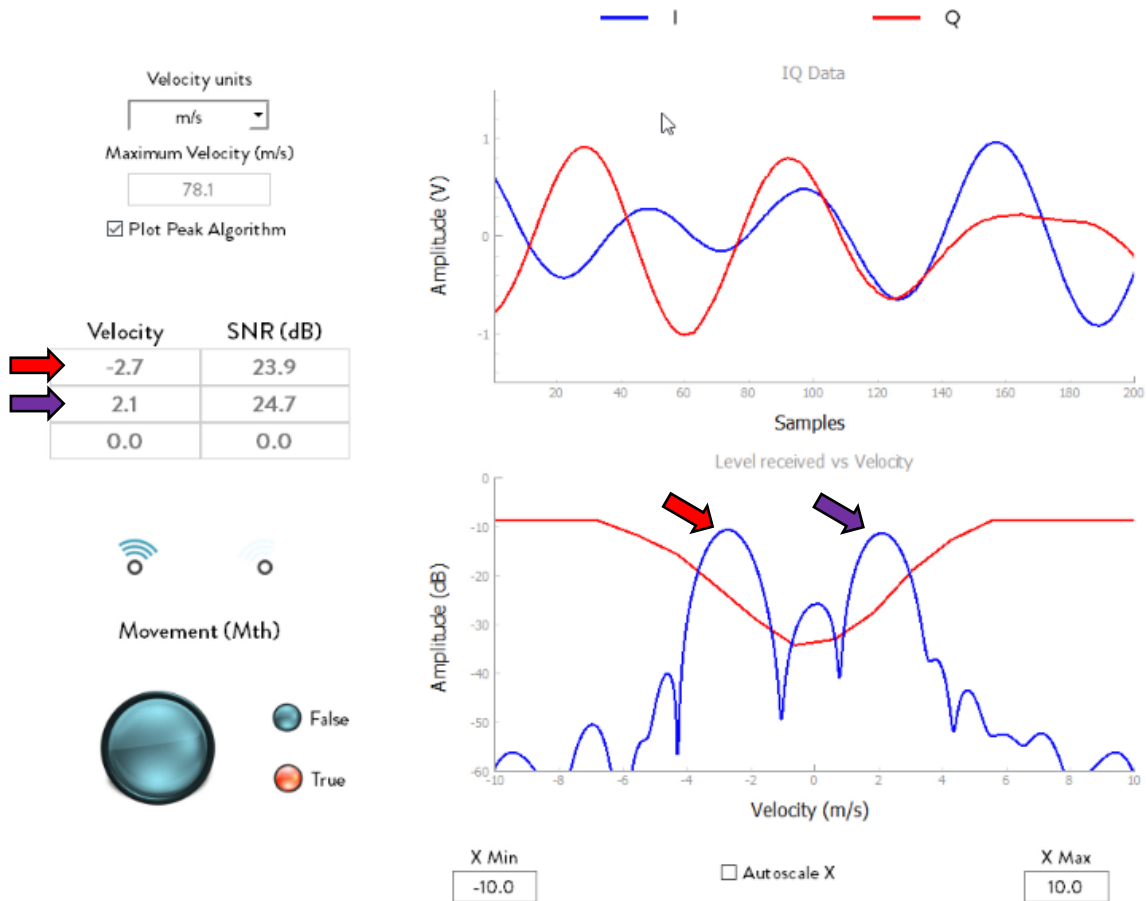 I Q
Velocity units
m/s
Maximum Velocity (m/s)
78.1
Plot Peak Algorithm
Velocity SNR (dB)
-2.7 23.9
2.1 24.7
0.0 0.0
Movement (Mth)
False
True
IQ Data
Amplitude (V)
1
0
-1
20 40 60 80 100 120 140 160 180 200
Samples
Level received vs Velocity
Amplitude (dB)
0
-10
-20
-30
-40
-50
-60
-10 -8 -6 -4 -2 0 2 4 6 8 10
Velocity (m/s)
X Min
-10.0
Autoscale X
X Max
10.0